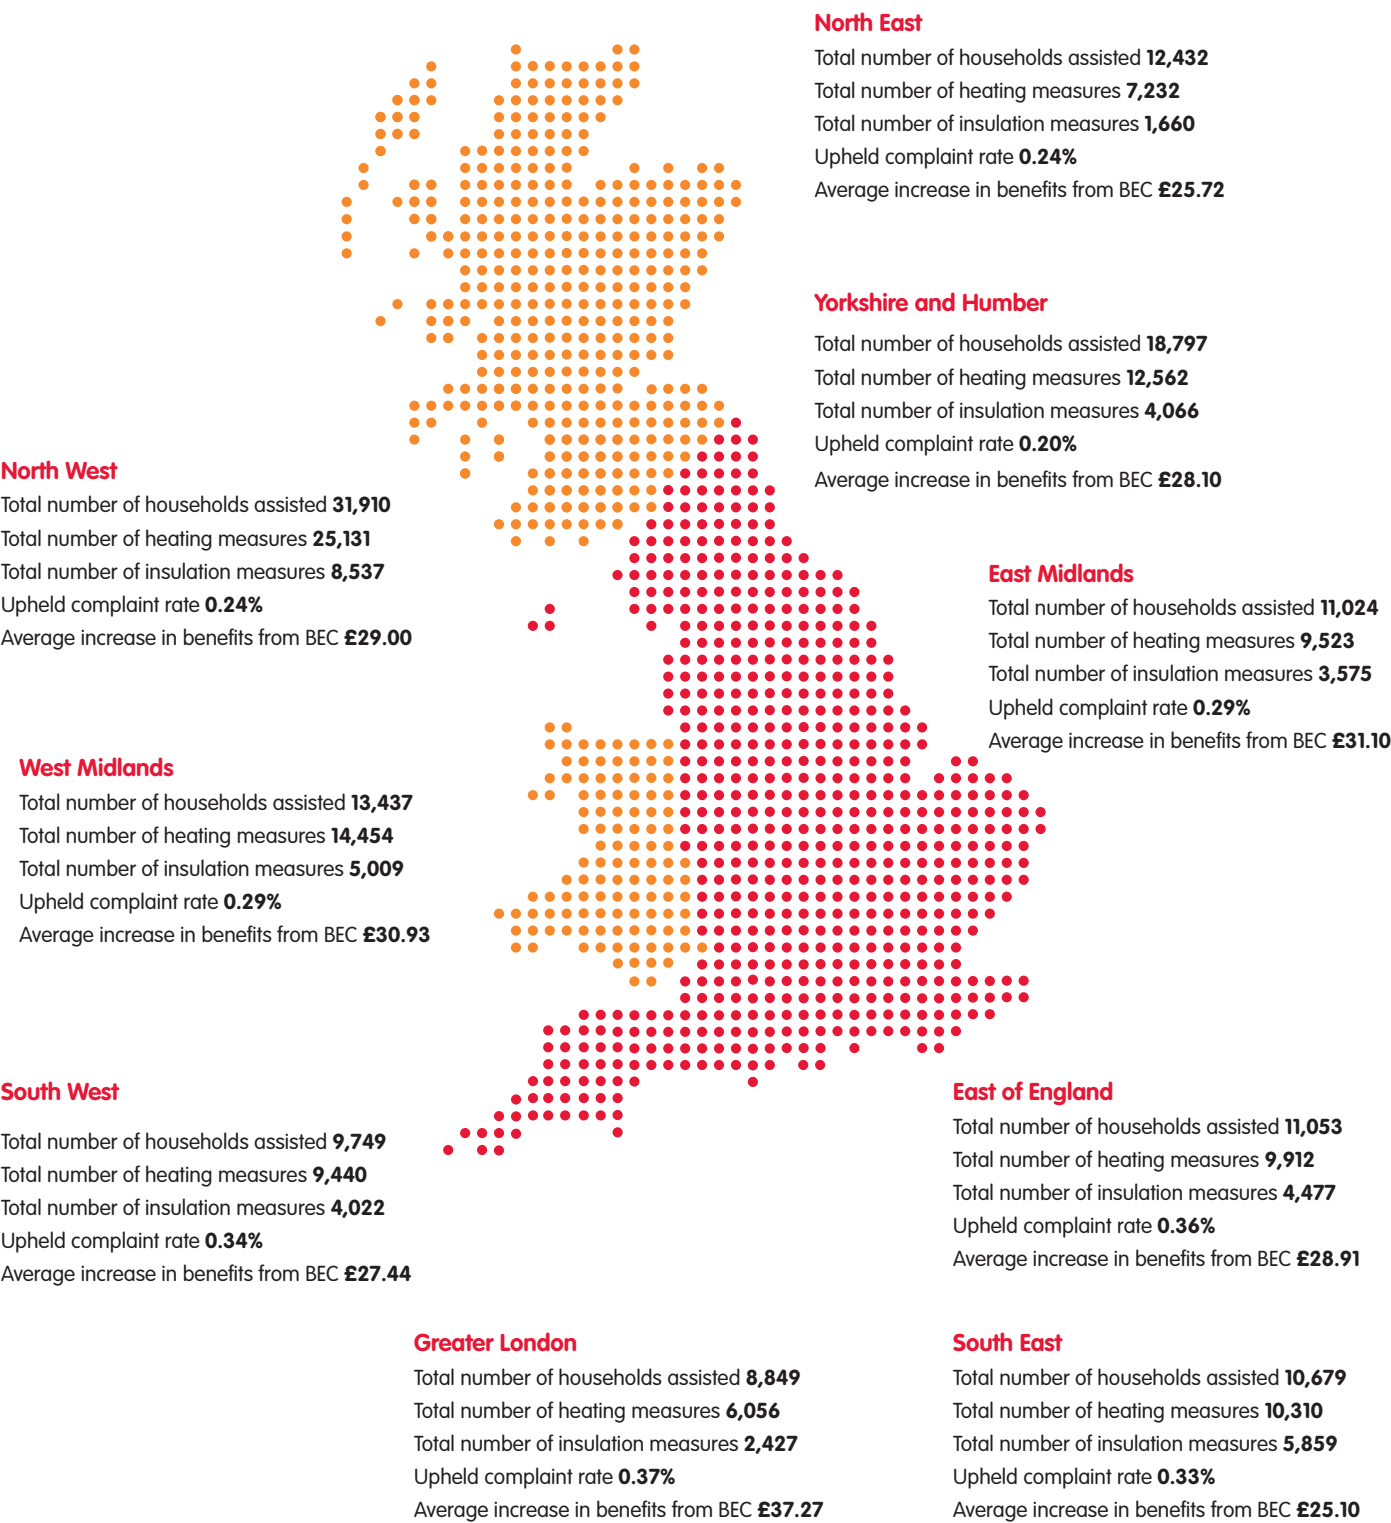 North East
Total number of households assisted 12,432
Total number of heating measures 7,232
Total number of insulation measures 1,660
Upheld complaint rate 0.24%
Average increase in benefits from BEC £25.72
Yorkshire and Humber
Total number of households assisted 18,797
Total number of heating measures 12,562
Total number of insulation measures 4,066
Upheld complaint rate 0.20%
Average increase in benefits from BEC £28.10
North West
Total number of households assisted 31,910
Total number of heating measures 25,131
Total number of insulation measures 8,537
Upheld complaint rate 0.24%
Average increase in benefits from BEC £29.00
East Midlands
Total number of households assisted 11,024
Total number of heating measures 9,523
Total number of insulation measures 3,575
Upheld complaint rate 0.29%
Average increase in benefits from BEC £31.10
West Midlands
Total number of households assisted 13,437
Total number of heating measures 14,454
Total number of insulation measures 5,009
Upheld complaint rate 0.29%
Average increase in benefits from BEC £30.93
South West
Total number of households assisted 9,749
Total number of heating measures 9,440
Total number of insulation measures 4,022
Upheld complaint rate 0.34%
Average increase in benefits from BEC £27.44
East of England
Total number of households assisted 11,053
Total number of heating measures 9,912
Total number of insulation measures 4,477
Upheld complaint rate 0.36%
Average increase in benefits from BEC £28.91
Greater London
Total number of households assisted 8,849
Total number of heating measures 6,056
Total number of insulation measures 2,427
Upheld complaint rate 0.37%
Average increase in benefits from BEC £37.27
South East
Total number of households assisted 10,679
Total number of heating measures 10,310
Total number of insulation measures 5,859
Upheld complaint rate 0.33%
Average increase in benefits from BEC £25.10